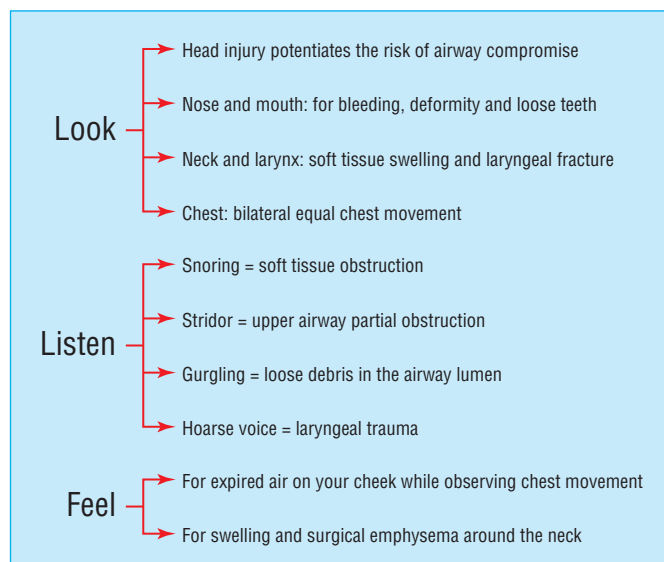 Look
Head injury potentiates the risk of airway compromise
Nose and mouth: for bleeding, deformity and loose teeth
Neck and larynx: soft tissue swelling and laryngeal fracture
Chest: bilateral equal chest movement
Listen
Snoring = soft tissue obstruction
Stridor = upper airway partial obstruction
Gurgling = loose debris in the airway lumen
Hoarse voice = laryngeal trauma
Feel
For expired air on your cheek while observing chest movement
For swelling and surgical emphysema around the neck